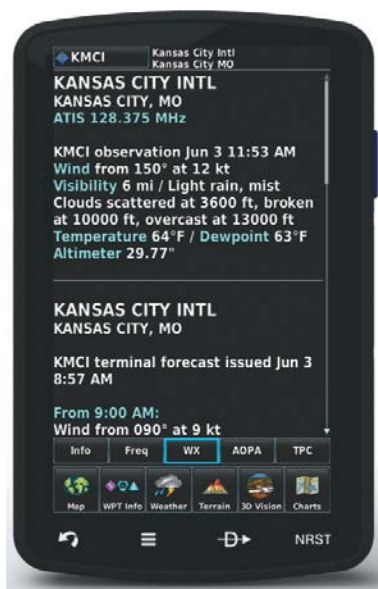 KMCI
Kansas City Intl
Kansas City MO
KANSAS CITY INTL
KANSAS CITY, MO
ATIS 128.375 MHz
KMCI observation Jun 3 11:53 AM
Wind from 150° at 12 kt
Visibility 6 mi / Light rain, mist
Clouds scattered at 3600 ft, broken
at 10000 ft, overcast at 13000 ft
Temperature 64°F / Dewpoint 63°F
Altimeter 29.77"
KANSAS CITY INTL
KANSAS CITY, MO
KMCI terminal forecast issued Jun 3
8:57 AM
From 9:00 AM:
Wind from 090° at 9 kt
Info Freq WX AOPA TPC
Map WPT Info Weather Terrain 3D Vision Charts
D NRST